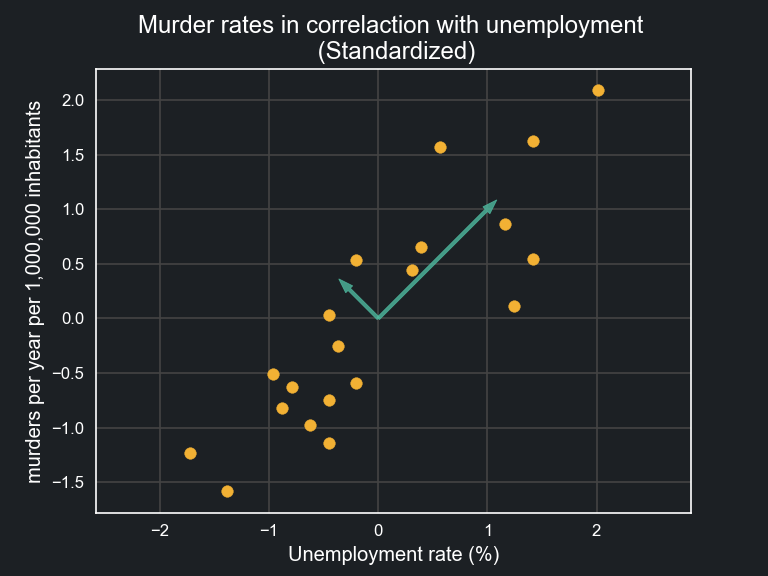 Murder rates in correlaction with unemployment
(Standardized)
murders per year per 1,000,000 inhabitants
2.0
1.5
1.0
0.5
0.0
−0.5
−1.0
−1.5
−2 −1 0 1 2
Unemployment rate (%)